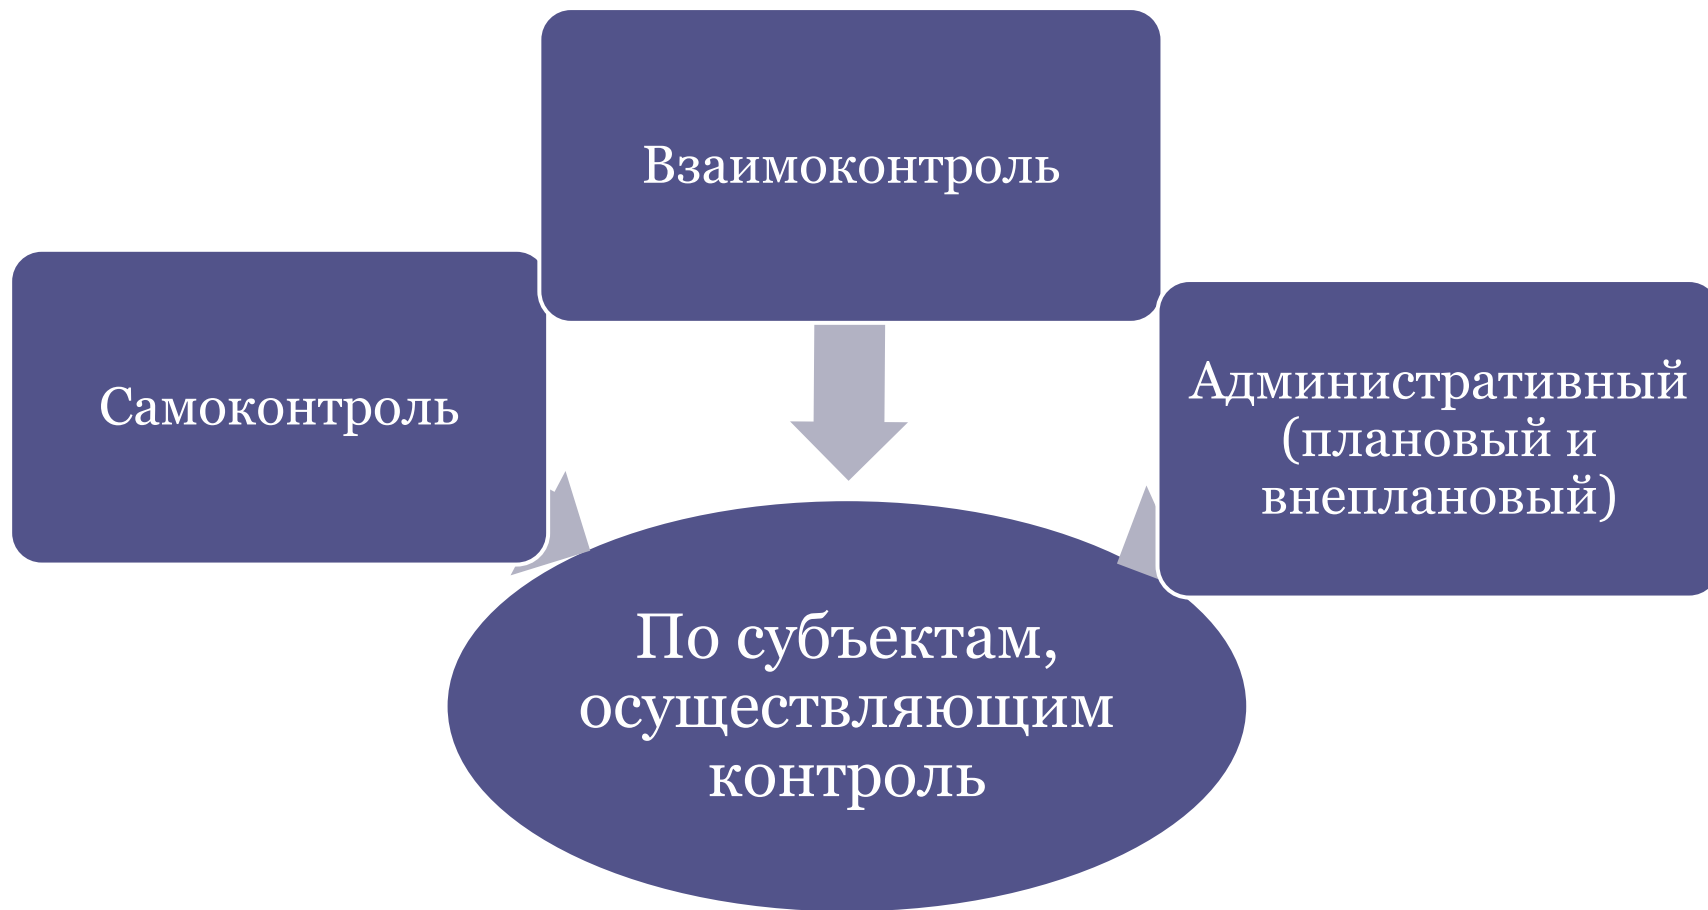 Взаимоконтроль
Самоконтроль
Административный
(плановый и
внеплановый)
По субъектам,
осуществляющим
контроль